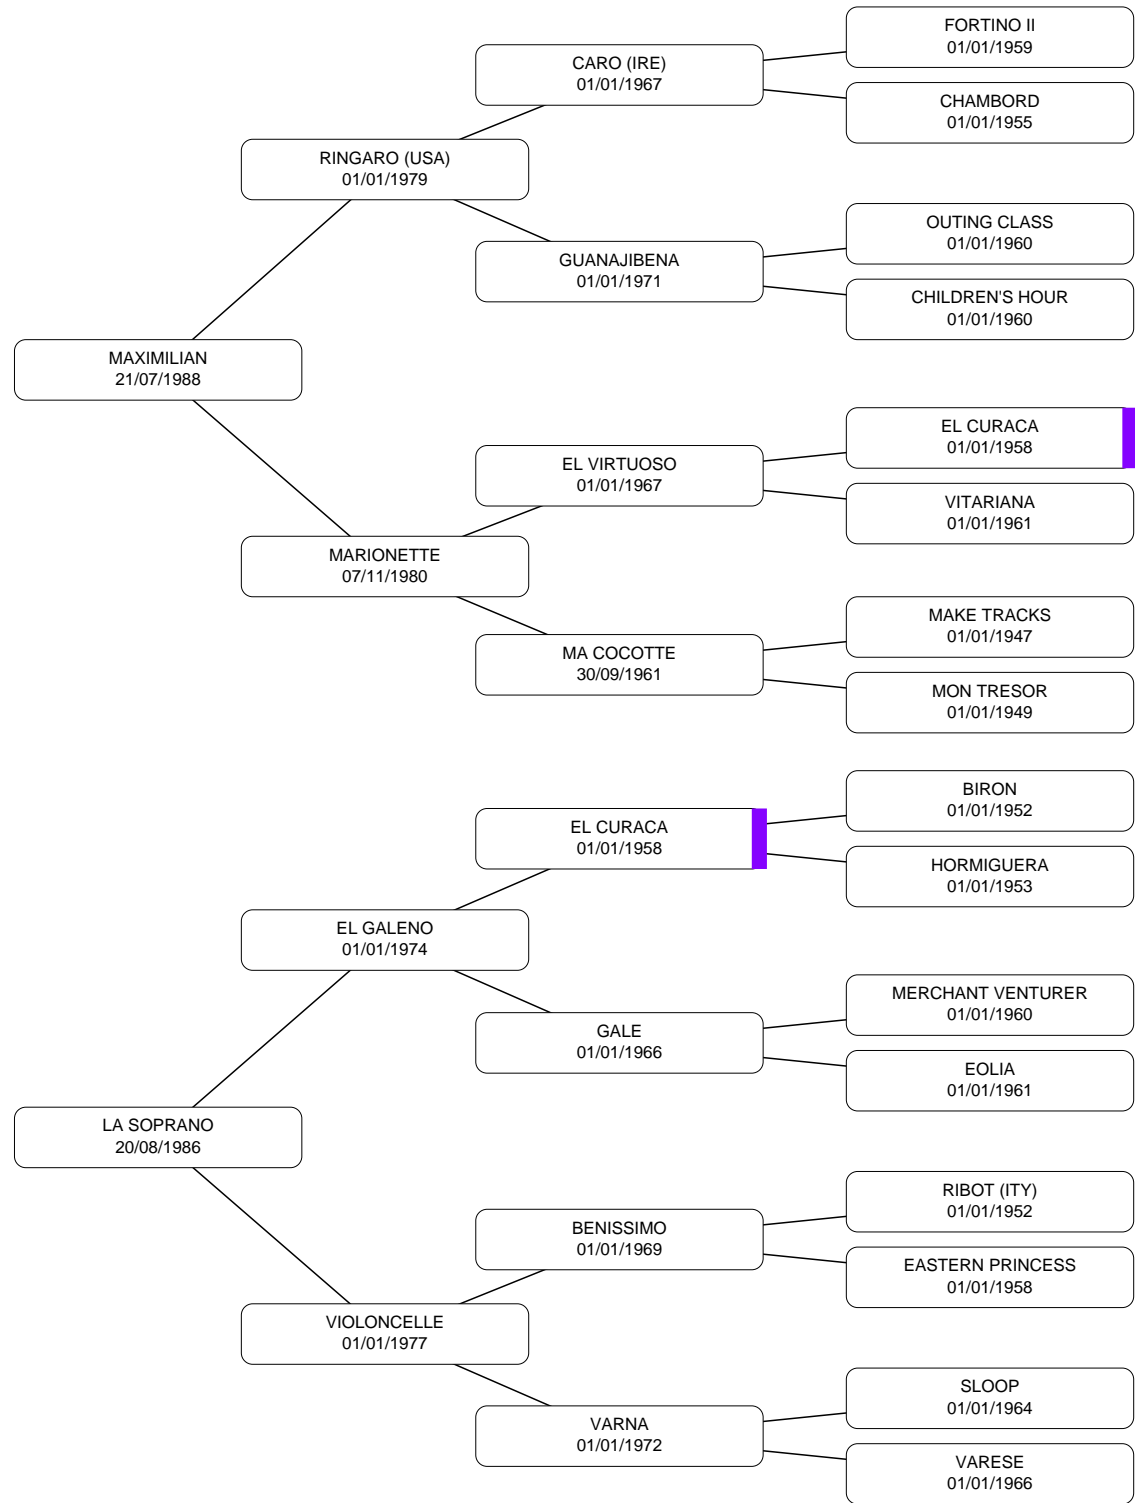 FORTINO II
01/01/1959
CARO (IRE)
01/01/1967
CHAMBORD
01/01/1955
RINGARO (USA)
01/01/1979
OUTING CLASS
01/01/1960
GUANAJIBENA
01/01/1971
CHILDREN'S HOUR
01/01/1960
MAXIMILIAN
21/07/1988
EL CURACA
01/01/1958
EL VIRTUOSO
01/01/1967
VITARIANA
01/01/1961
MARIONETTE
07/11/1980
MAKE TRACKS
01/01/1947
MA COCOTTE
30/09/1961
MON TRESOR
01/01/1949
BIRON
01/01/1952
EL CURACA
01/01/1958
HORMIGUERA
01/01/1953
EL GALENO
01/01/1974
MERCHANT VENTURER
01/01/1960
GALE
01/01/1966
EOLIA
01/01/1961
LA SOPRANO
20/08/1986
RIBOT (ITY)
01/01/1952
BENISSIMO
01/01/1969
EASTERN PRINCESS
01/01/1958
VIOLONCELLE
01/01/1977
SLOOP
01/01/1964
VARNA
01/01/1972
VARESE
01/01/1966